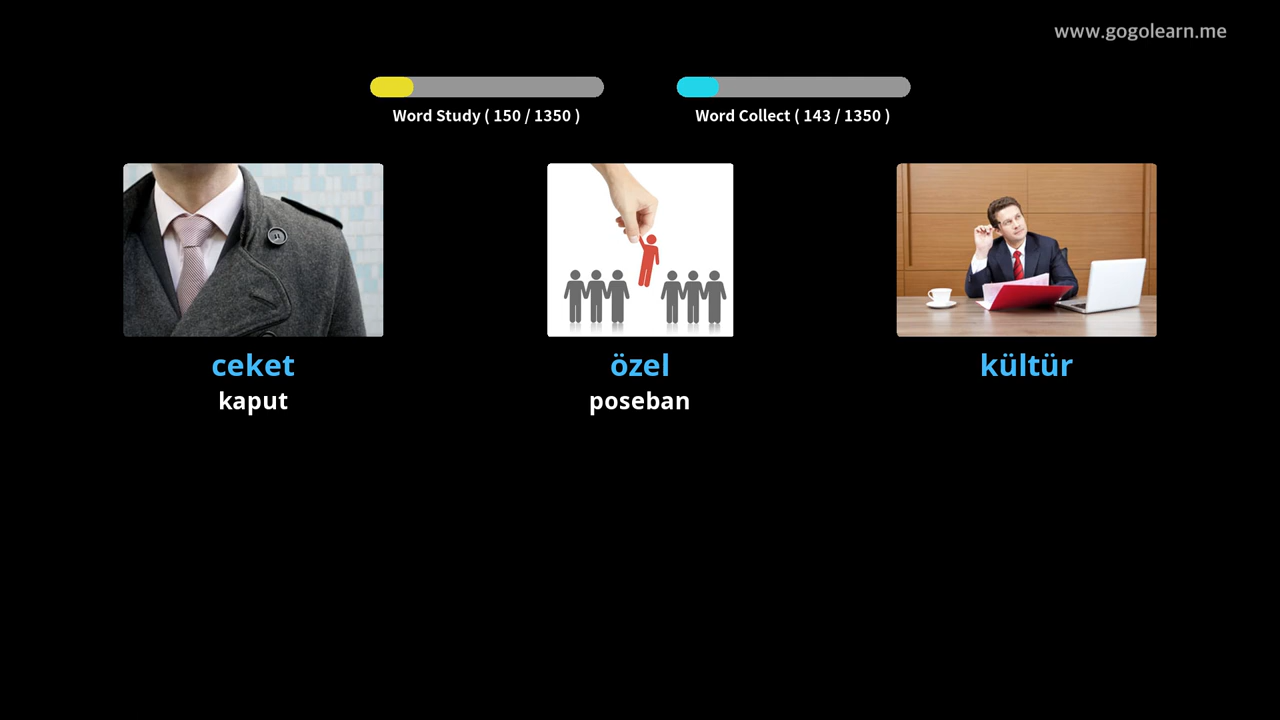 www.gogolearn.me
Word Study ( 150 / 1350 )
Word Collect ( 143 / 1350 )
ceket
kaput
özel
poseban
kültür